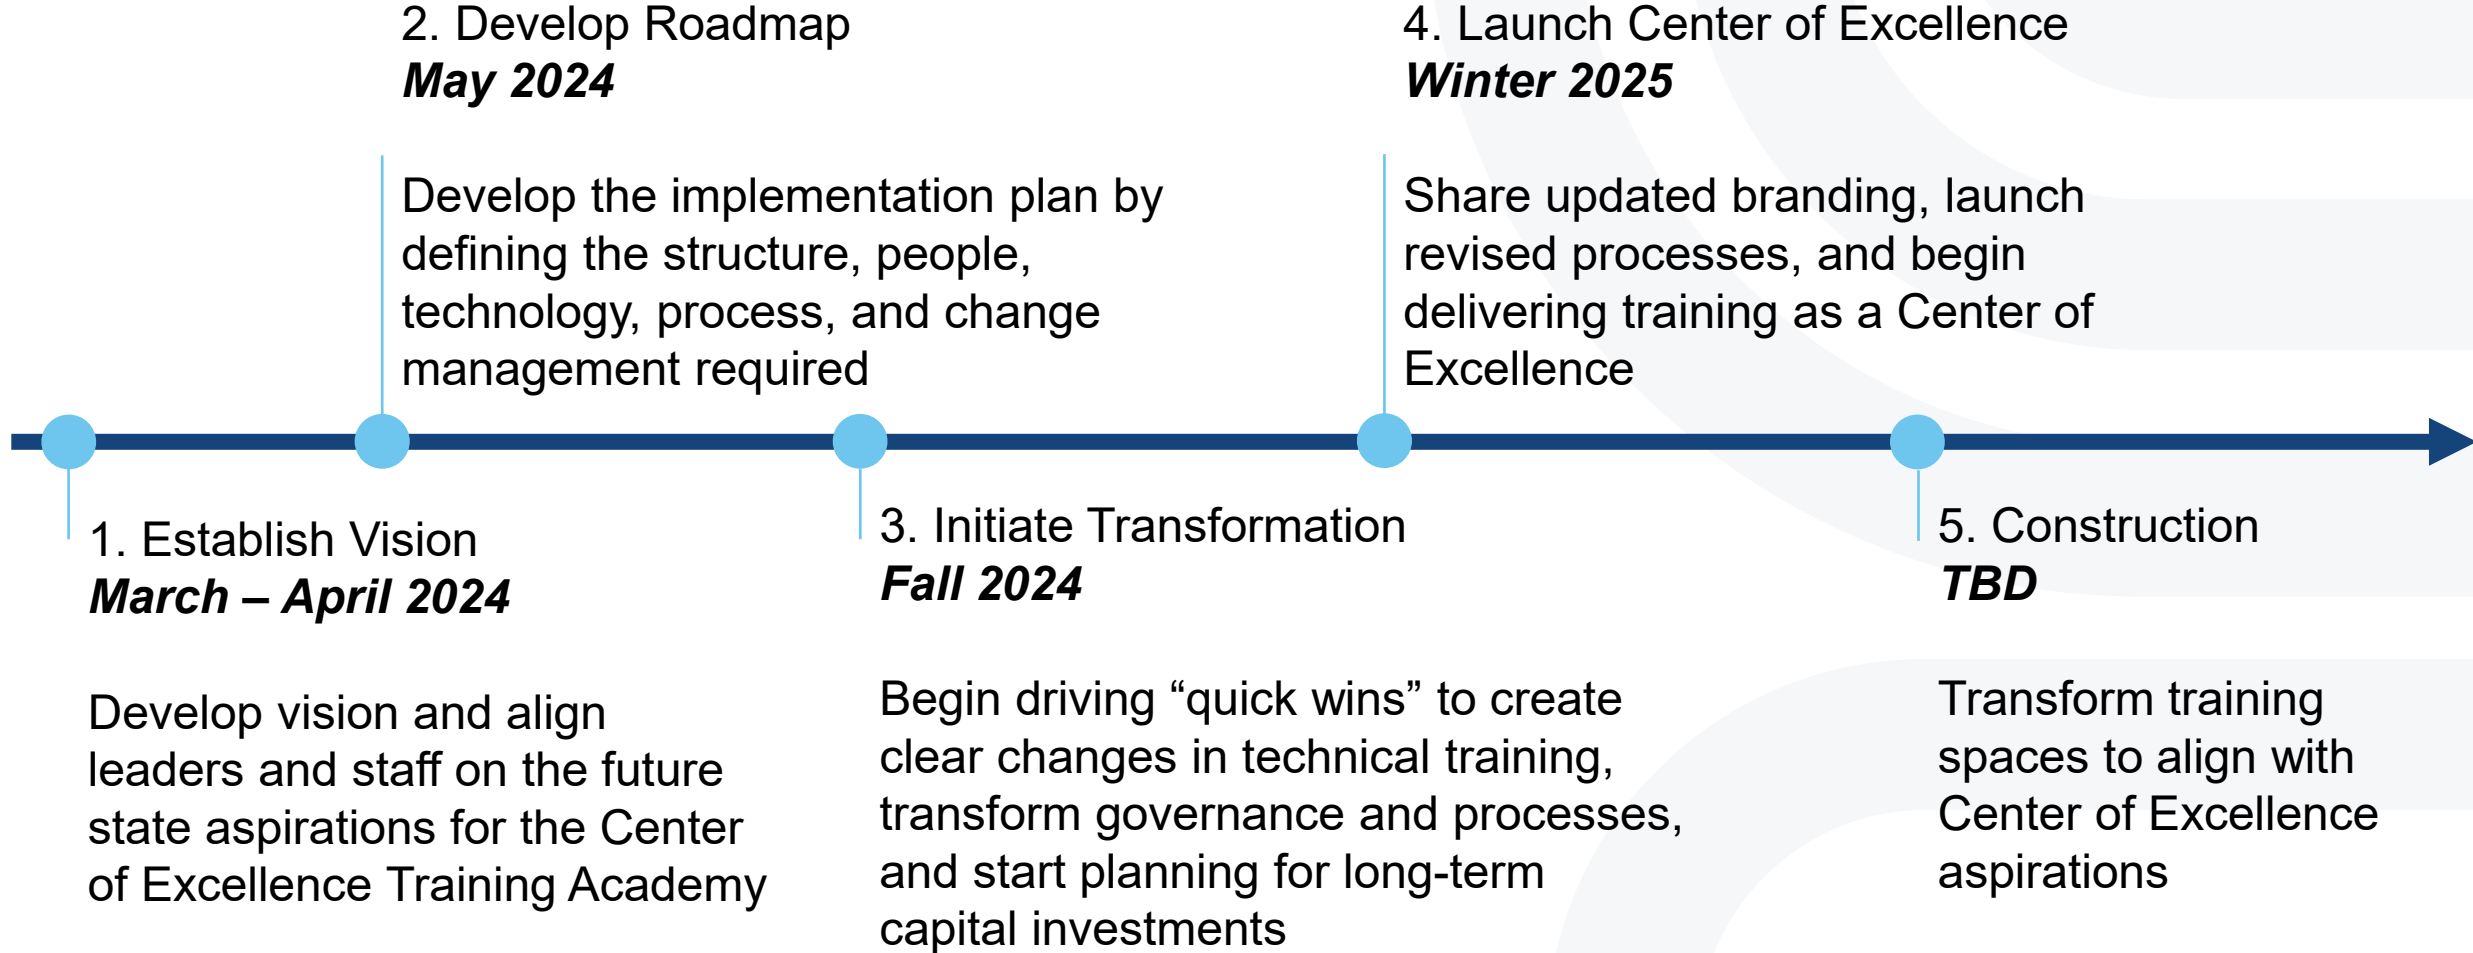 2. Develop Roadmap
May 2024
Develop the implementation plan by
defining the structure, people,
technology, process, and change
management required
4. Launch Center of Excellence
Winter 2025
Share updated branding, launch
revised processes, and begin
delivering training as a Center of
Excellence
1. Establish Vision
March – April 2024
Develop vision and align
leaders and staff on the future
state aspirations for the Center
of Excellence Training Academy
3. Initiate Transformation
Fall 2024
Begin driving “quick wins” to create
clear changes in technical training,
transform governance and processes,
and start planning for long-term
capital investments
5. Construction
TBD
Transform training
spaces to align with
Center of Excellence
aspirations